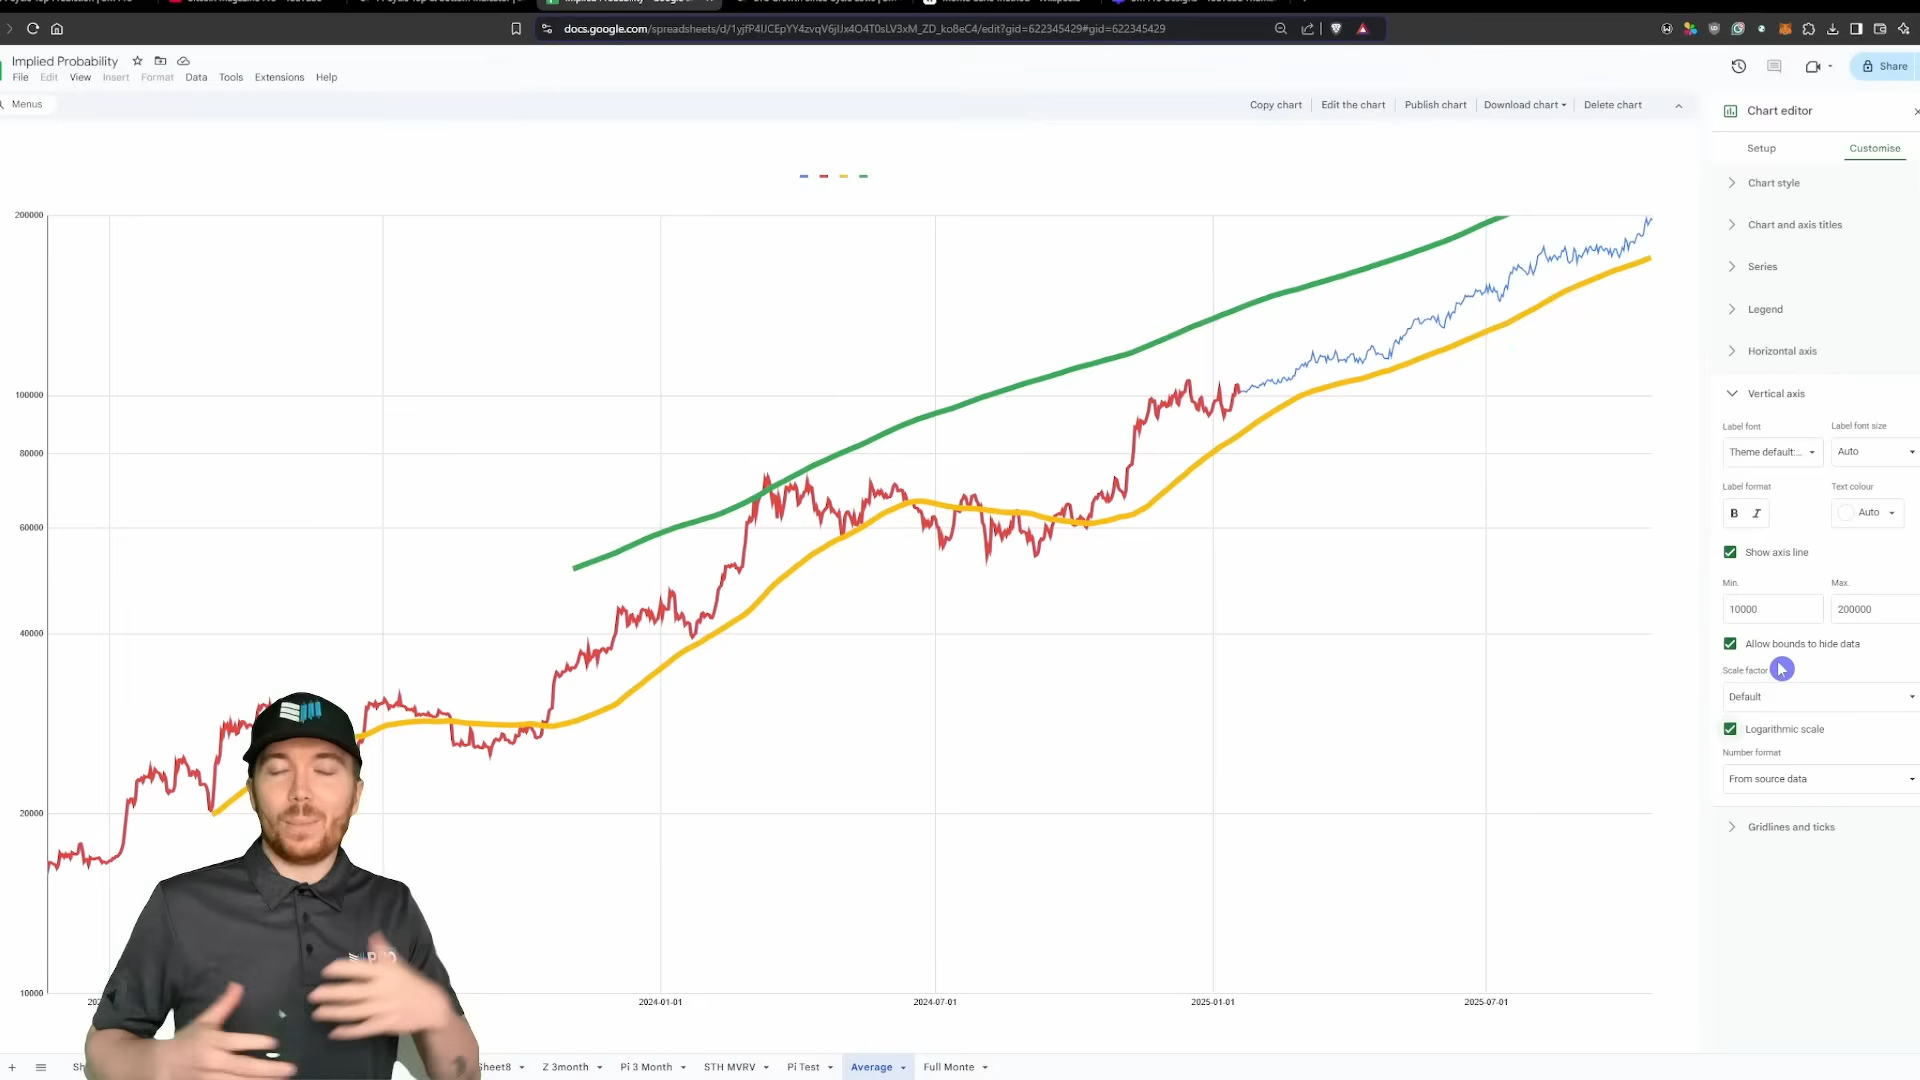 docs.google.com/spreadsheets/d/1yjfP4lJCEpYY4zvqV6jIJx4O4T0sLV3xM_ZD_ko8eC4/edit?gid=622345429#gid=622345429
Implied Probability
File Edit View Insert Format Data Tools Extensions Help
Share
Menus
Copy chart Edit the chart Publish chart Download chart Delete chart
Chart editor
Setup Customise
Chart style
Chart and axis titles
Series
Legend
Horizontal axis
Vertical axis
Label font Label font size
Theme default:... Auto
Label format Text colour
B I Auto
Show axis line
Min. Max.
10000 200000
Allow bounds to hide data
Scale factor
Default
Logarithmic scale
Number format
From source data
Gridlines and ticks
200000
100000
80000
60000
40000
20000
10000
2024-01-01 2024-07-01 2025-01-01 2025-07-01
Z 3month Pi 3 Month STH MVRV Pi Test Average Full Monte